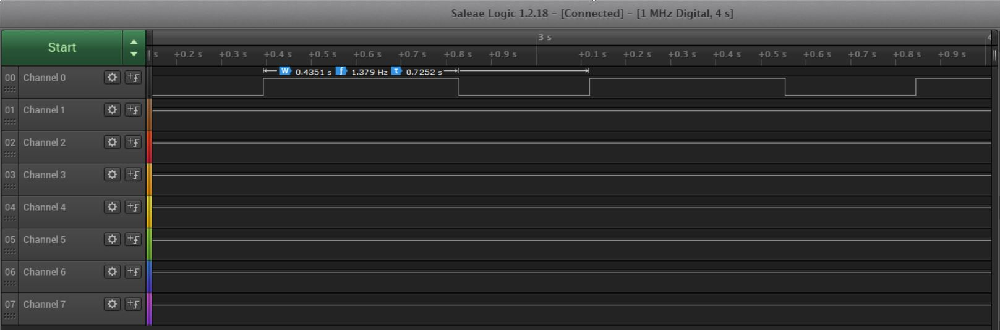 Saleae Logic 1.2.18 - [Connected] - [1 MHz Digital, 4 s]
Start
3 s 4
s +0.2 s +0.3 s +0.4 s +0.5 s +0.6 s +0.7 s +0.8 s +0.9 s +0.1 s +0.2 s +0.3 s +0.4 s +0.5 s +0.6 s +0.7 s +0.8 s +0.9 s
W 0.4351 s f 1.379 Hz τ 0.7252 s
00 Channel 0
01 Channel 1
02 Channel 2
03 Channel 3
04 Channel 4
05 Channel 5
06 Channel 6
07 Channel 7